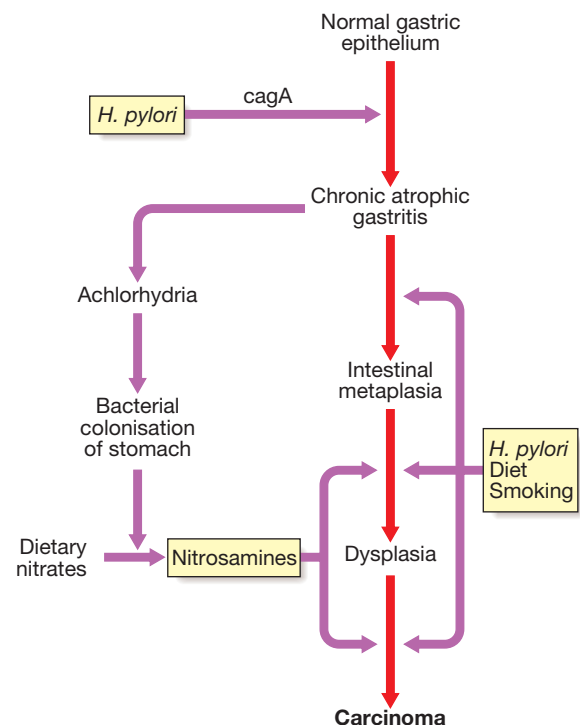 Normal gastric
epithelium
cagA
H. pylori
Chronic atrophic
gastritis
Achlorhydria
Intestinal
metaplasia
Bacterial
colonisation
of stomach
H. pylori
Diet
Smoking
Dietary
nitrates
Nitrosamines
Dysplasia
Carcinoma